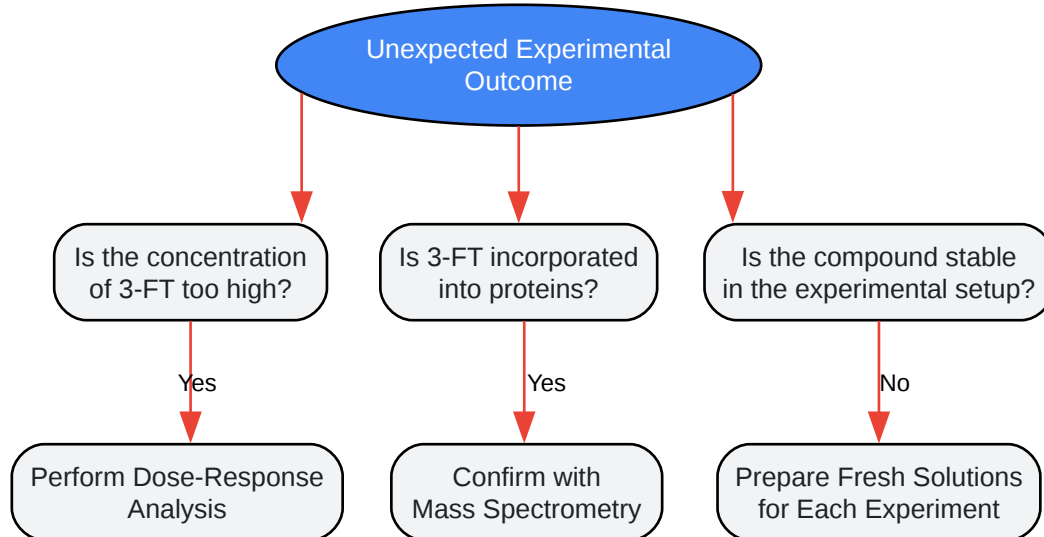 Unexpected Experimental
Outcome
Is the concentration
of 3-FT too high?
Is 3-FT incorporated
into proteins?
Is the compound stable
in the experimental setup?
Yes
Yes
No
Perform Dose-Response
Analysis
Confirm with
Mass Spectrometry
Prepare Fresh Solutions
for Each Experiment